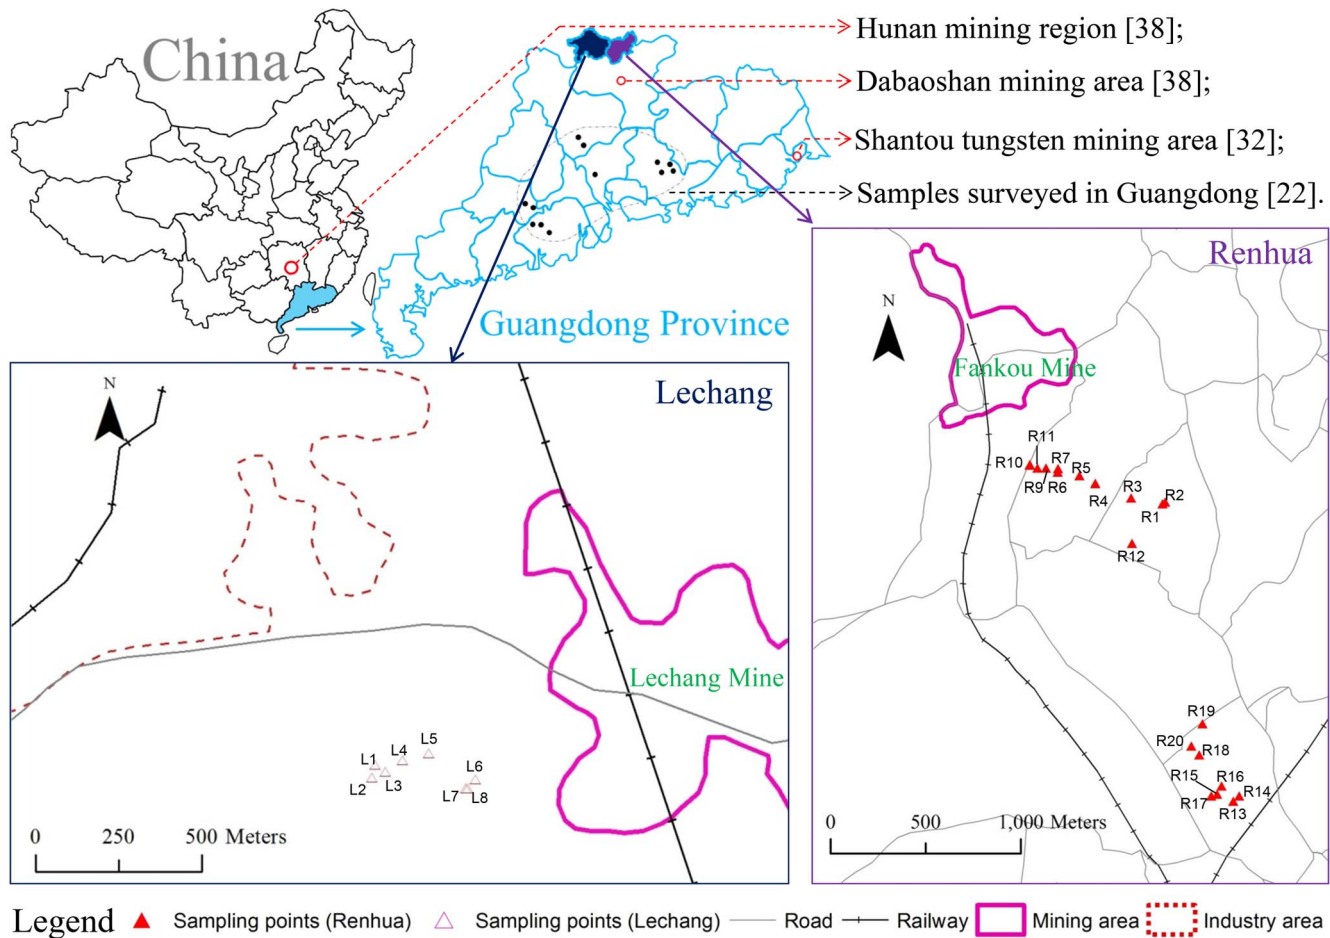 China
Hunan mining region [38];
Dabaoshan mining area [38];
Shantou tungsten mining area [32];
Samples surveyed in Guangdong [22].
Guangdong Province
Lechang
N
Lechang Mine
L1
L2
L3
L4
L5
L6
L7
L8
0 250 500 Meters
Renhua
N
Fankou Mine
R11
R10
R7
R5
R9
R6
R4
R3
R2
R1
R12
R19
R20
R18
R15
R16
R14
R17
R13
0 500 1,000 Meters
Legend Sampling points (Renhua) Sampling points (Lechang) Road Railway Mining area Industry area